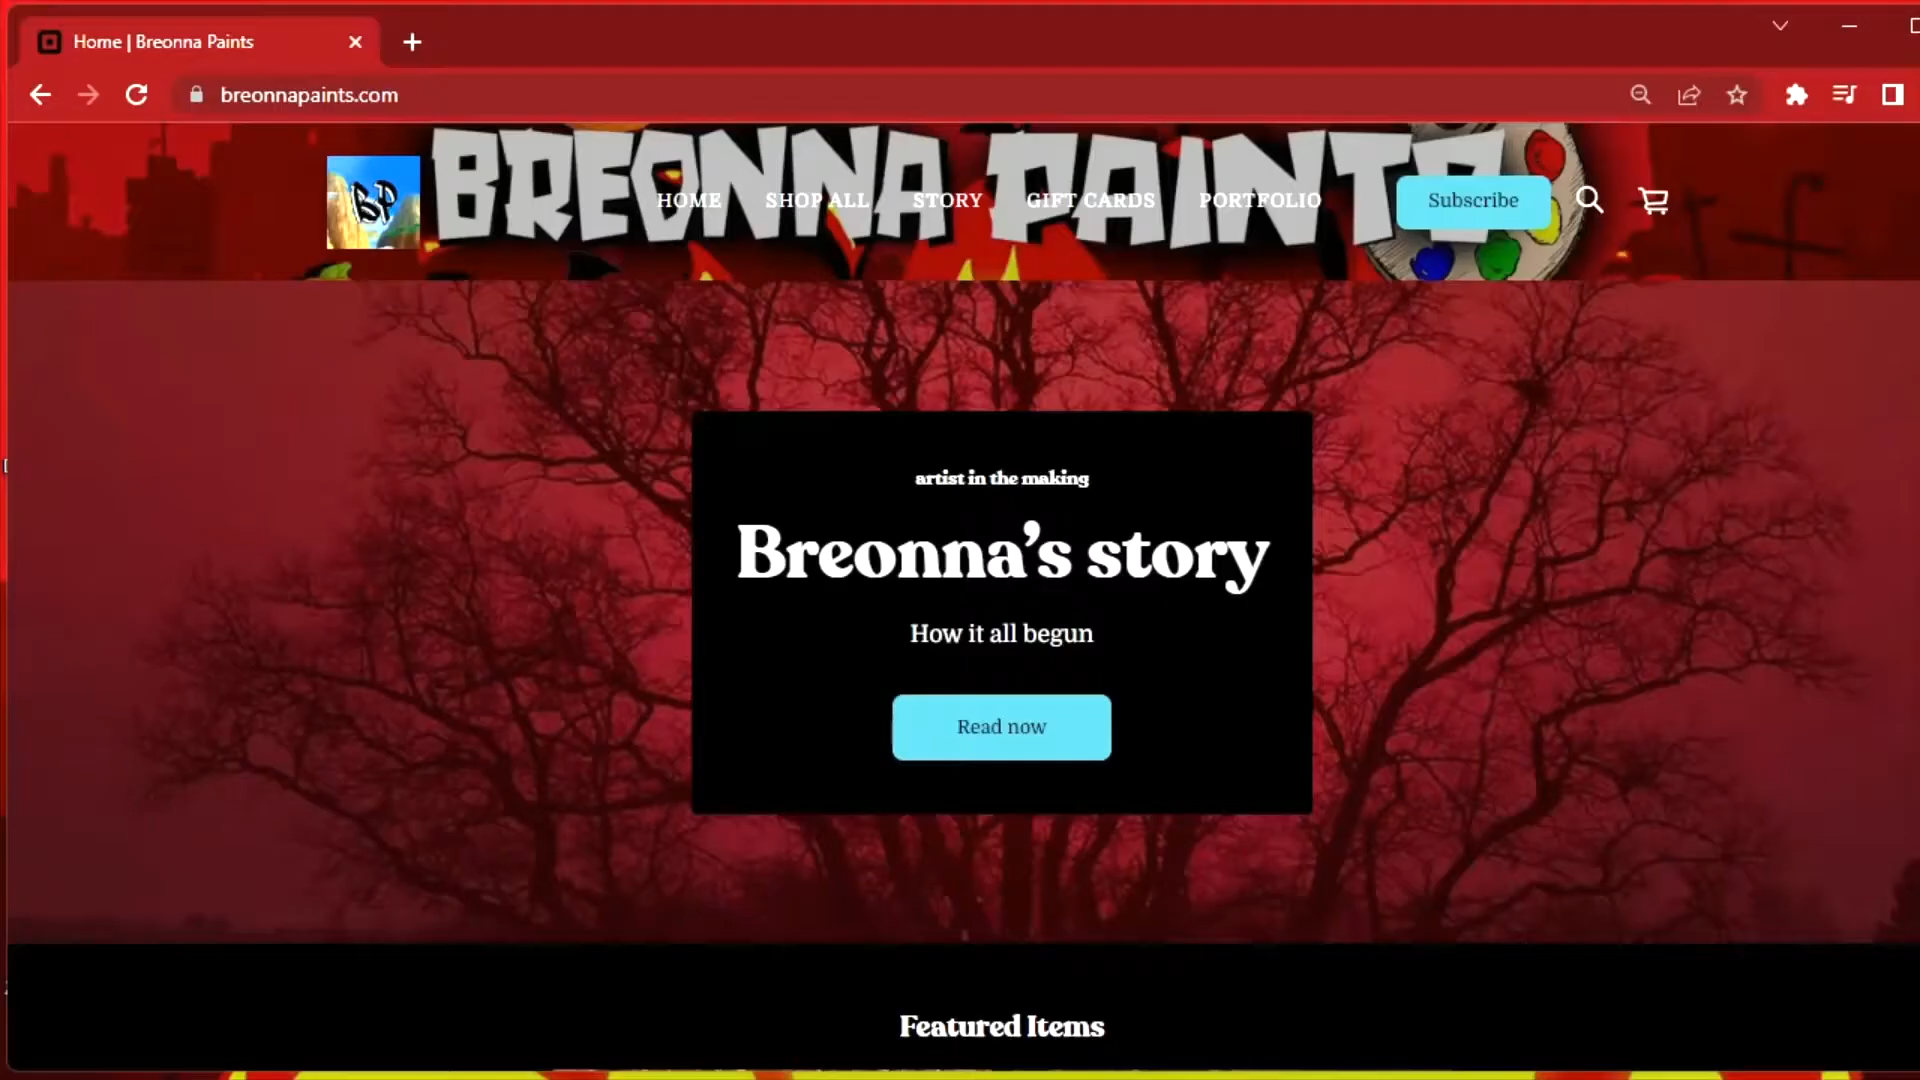 Home | Breonna Paints
breonnapaints.com
BREONNA PAINTS
BP
HOME SHOP ALL STORY GIFT CARDS PORTFOLIO Subscribe
artist in the making
Breonna's story
How it all begun
Read now
Featured Items